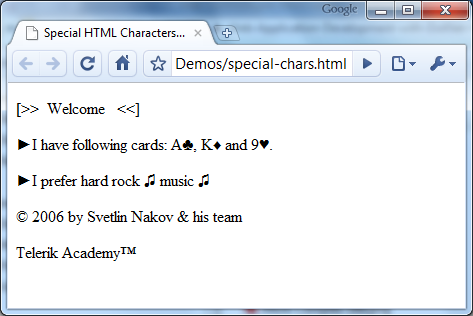 Google
Special HTML Characters...
Demos/special-chars.html
[>>  Welcome  <<]
►I have following cards: A♣, K♦ and 9♥.
►I prefer hard rock ♫ music ♫
© 2006 by Svetlin Nakov & his team
Telerik Academy™